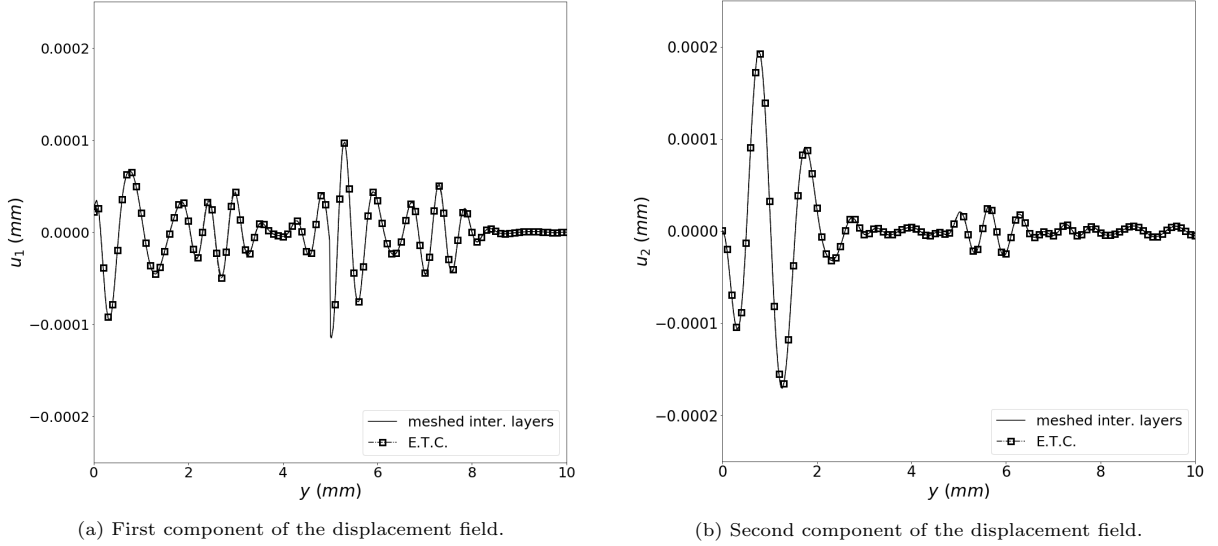 0.0002
0.0001
0.0000
−0.0001
−0.0002
u1 (mm)
0 2 4 6 8 10
y (mm)
meshed inter. layers
E.T.C.
(a) First component of the displacement field.
0.0002
0.0001
0.0000
−0.0001
−0.0002
u2 (mm)
0 2 4 6 8 10
y (mm)
meshed inter. layers
E.T.C.
(b) Second component of the displacement field.